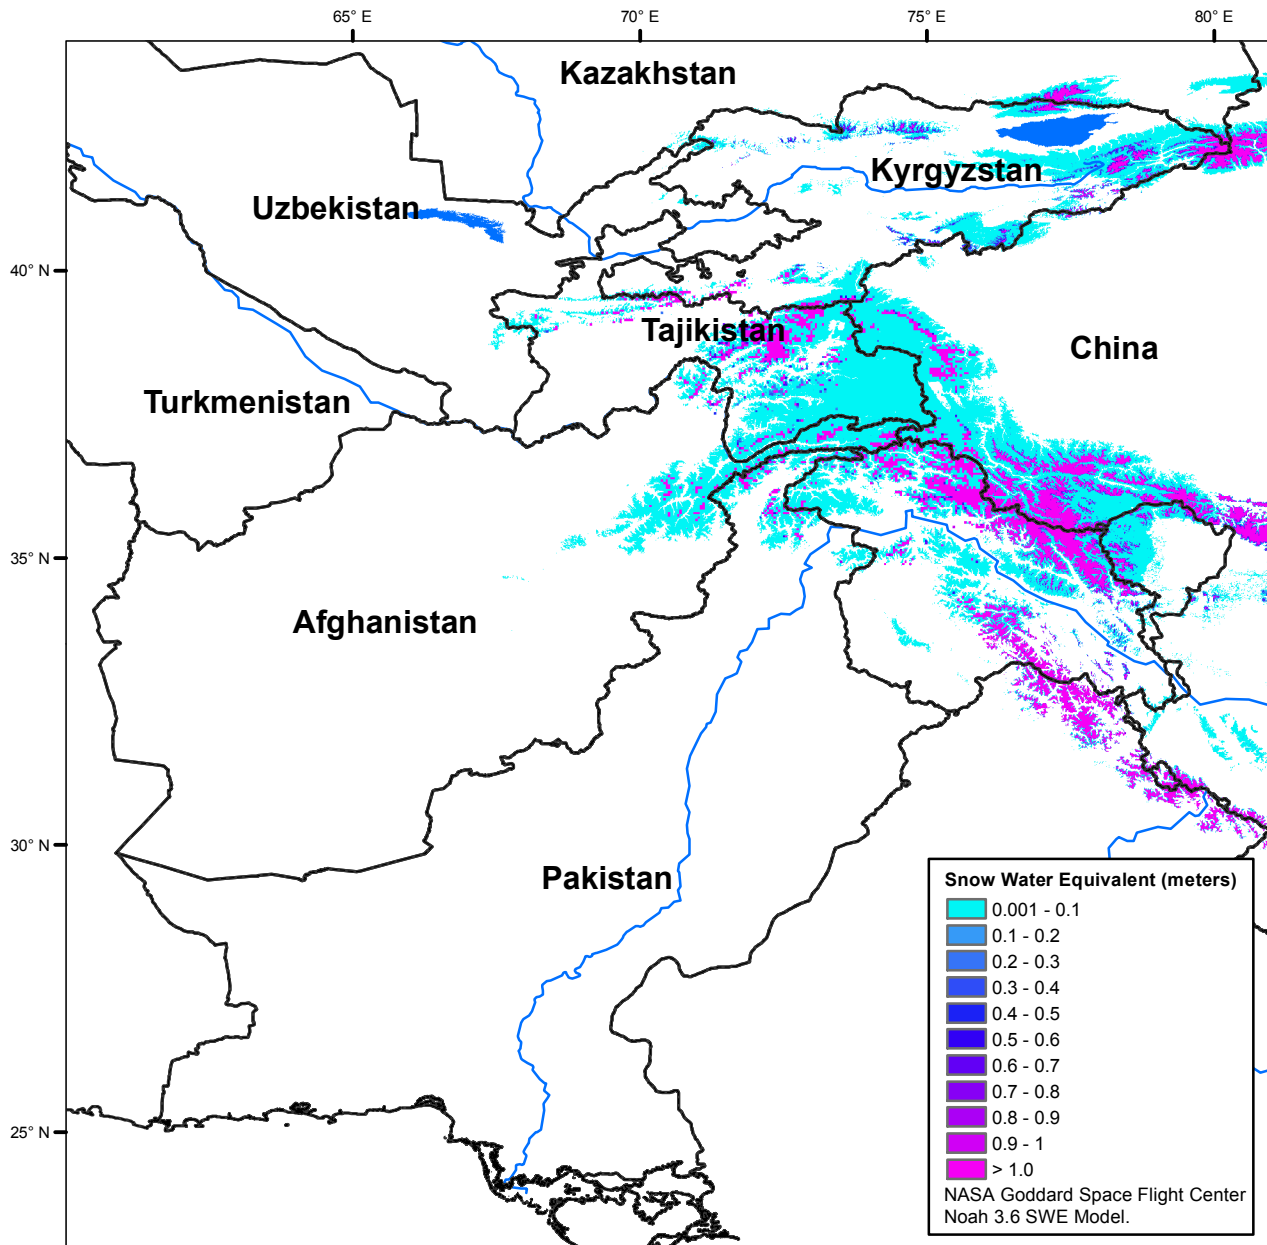 65° E 70° E 75° E 80° E
Kazakhstan
Kyrgyzstan
Uzbekistan
40° N
Tajikistan
China
Turkmenistan
35° N
Afghanistan
30° N
Pakistan
25° N
Snow Water Equivalent (meters)
0.001 - 0.1
0.1 - 0.2
0.2 - 0.3
0.3 - 0.4
0.4 - 0.5
0.5 - 0.6
0.6 - 0.7
0.7 - 0.8
0.8 - 0.9
0.9 - 1
> 1.0
NASA Goddard Space Flight Center
Noah 3.6 SWE Model.